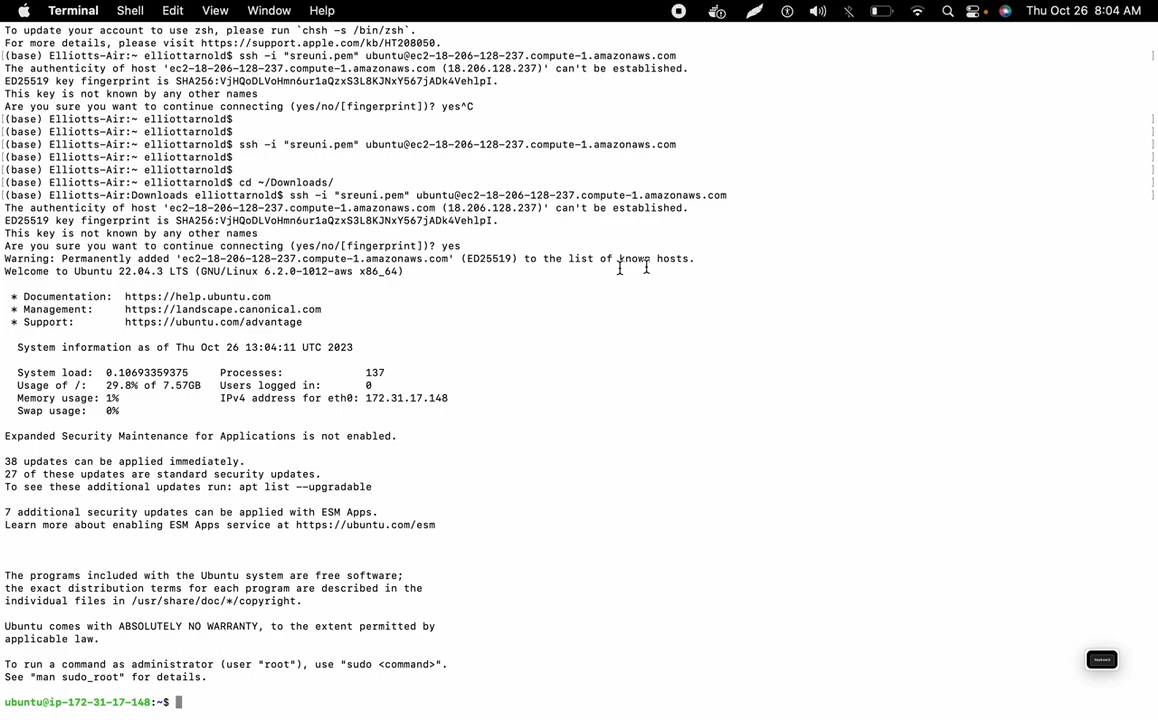 Terminal Shell Edit View Window Help Thu Oct 26 8:04 AM
To update your account to use zsh, please run `chsh -s /bin/zsh`.
For more details, please visit https://support.apple.com/kb/HT208050.
(base) Elliotts-Air:~ elliottarnold$ ssh -i "sreuni.pem" ubuntu@ec2-18-206-128-237.compute-1.amazonaws.com
The authenticity of host 'ec2-18-206-128-237.compute-1.amazonaws.com (18.206.128.237)' can't be established.
ED25519 key fingerprint is SHA256:VjHQoDLVoHmn6ur1aQzxS3L8KJNxY567jADk4VehlpI.
This key is not known by any other names
Are you sure you want to continue connecting (yes/no/[fingerprint])? yes^C
(base) Elliotts-Air:~ elliottarnold$
(base) Elliotts-Air:~ elliottarnold$
(base) Elliotts-Air:~ elliottarnold$ ssh -i "sreuni.pem" ubuntu@ec2-18-206-128-237.compute-1.amazonaws.com
(base) Elliotts-Air:~ elliottarnold$
(base) Elliotts-Air:~ elliottarnold$
(base) Elliotts-Air:~ elliottarnold$ cd ~/Downloads/
(base) Elliotts-Air:Downloads elliottarnold$ ssh -i "sreuni.pem" ubuntu@ec2-18-206-128-237.compute-1.amazonaws.com
The authenticity of host 'ec2-18-206-128-237.compute-1.amazonaws.com (18.206.128.237)' can't be established.
ED25519 key fingerprint is SHA256:VjHQoDLVoHmn6ur1aQzxS3L8KJNxY567jADk4VehlpI.
This key is not known by any other names
Are you sure you want to continue connecting (yes/no/[fingerprint])? yes
Warning: Permanently added 'ec2-18-206-128-237.compute-1.amazonaws.com' (ED25519) to the list of known hosts.
Welcome to Ubuntu 22.04.3 LTS (GNU/Linux 6.2.0-1012-aws x86_64)
* Documentation: https://help.ubuntu.com
* Management: https://landscape.canonical.com
* Support: https://ubuntu.com/advantage
System information as of Thu Oct 26 13:04:11 UTC 2023
System load: 0.10693359375 Processes: 137
Usage of /: 29.8% of 7.57GB Users logged in: 0
Memory usage: 1% IPv4 address for eth0: 172.31.17.148
Swap usage: 0%
Expanded Security Maintenance for Applications is not enabled.
38 updates can be applied immediately.
27 of these updates are standard security updates.
To see these additional updates run: apt list --upgradable
7 additional security updates can be applied with ESM Apps.
Learn more about enabling ESM Apps service at https://ubuntu.com/esm
The programs included with the Ubuntu system are free software;
the exact distribution terms for each program are described in the
individual files in /usr/share/doc/*/copyright.
Ubuntu comes with ABSOLUTELY NO WARRANTY, to the extent permitted by
applicable law.
To run a command as administrator (user "root"), use "sudo <command>".
See "man sudo_root" for details.
Keyboard
ubuntu@ip-172-31-17-148:~$